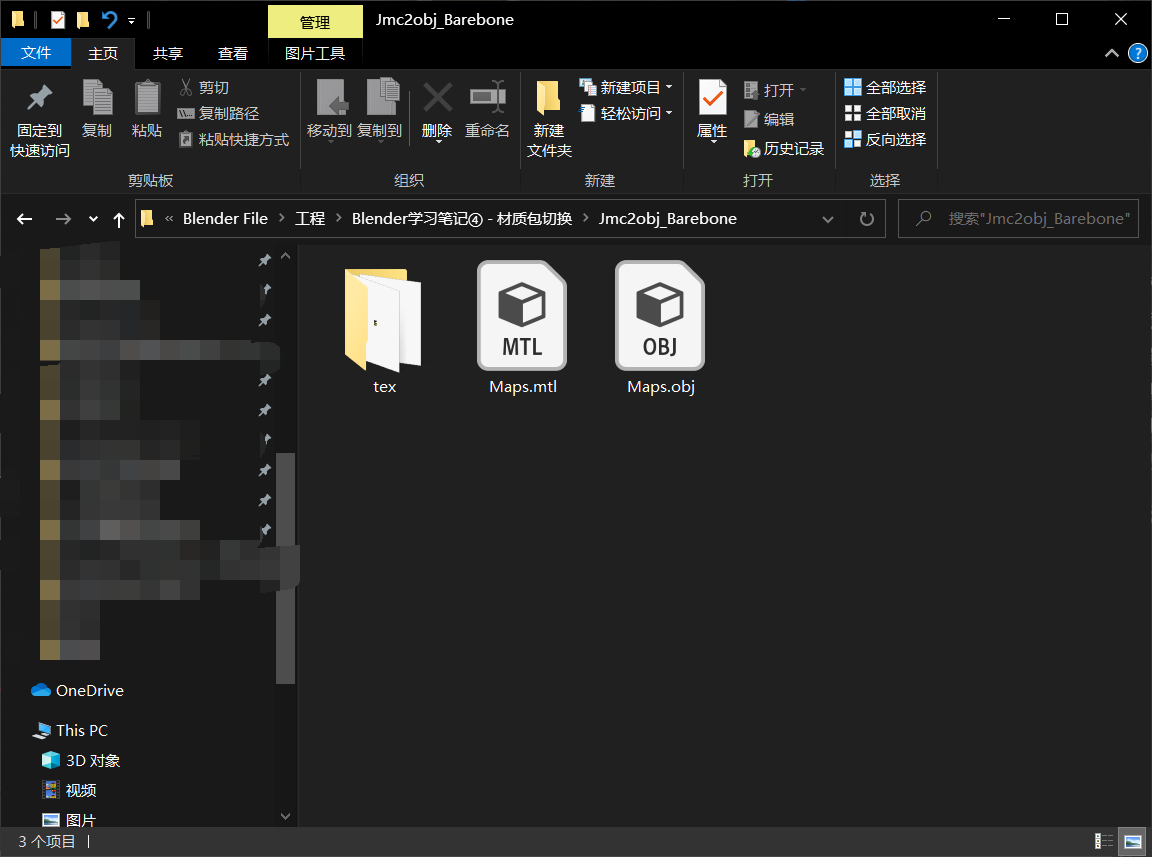 管理
Jmc2obj_Barebone
文件
主页
共享
查看
图片工具
固定到
快速访问
复制
粘贴
剪切
复制路径
粘贴快捷方式
剪贴板
移动到
复制到
删除
重命名
组织
新建
文件夹
新建项目
轻松访问
新建
属性
打开
编辑
历史记录
打开
全部选择
全部取消
反向选择
选择
« Blender File > 工程 > Blender学习笔记④ - 材质包切换 > Jmc2obj_Barebone
搜索"Jmc2obj_Barebone"
tex
MTL
Maps.mtl
OBJ
Maps.obj
OneDrive
This PC
3D 对象
视频
图片
3 个项目